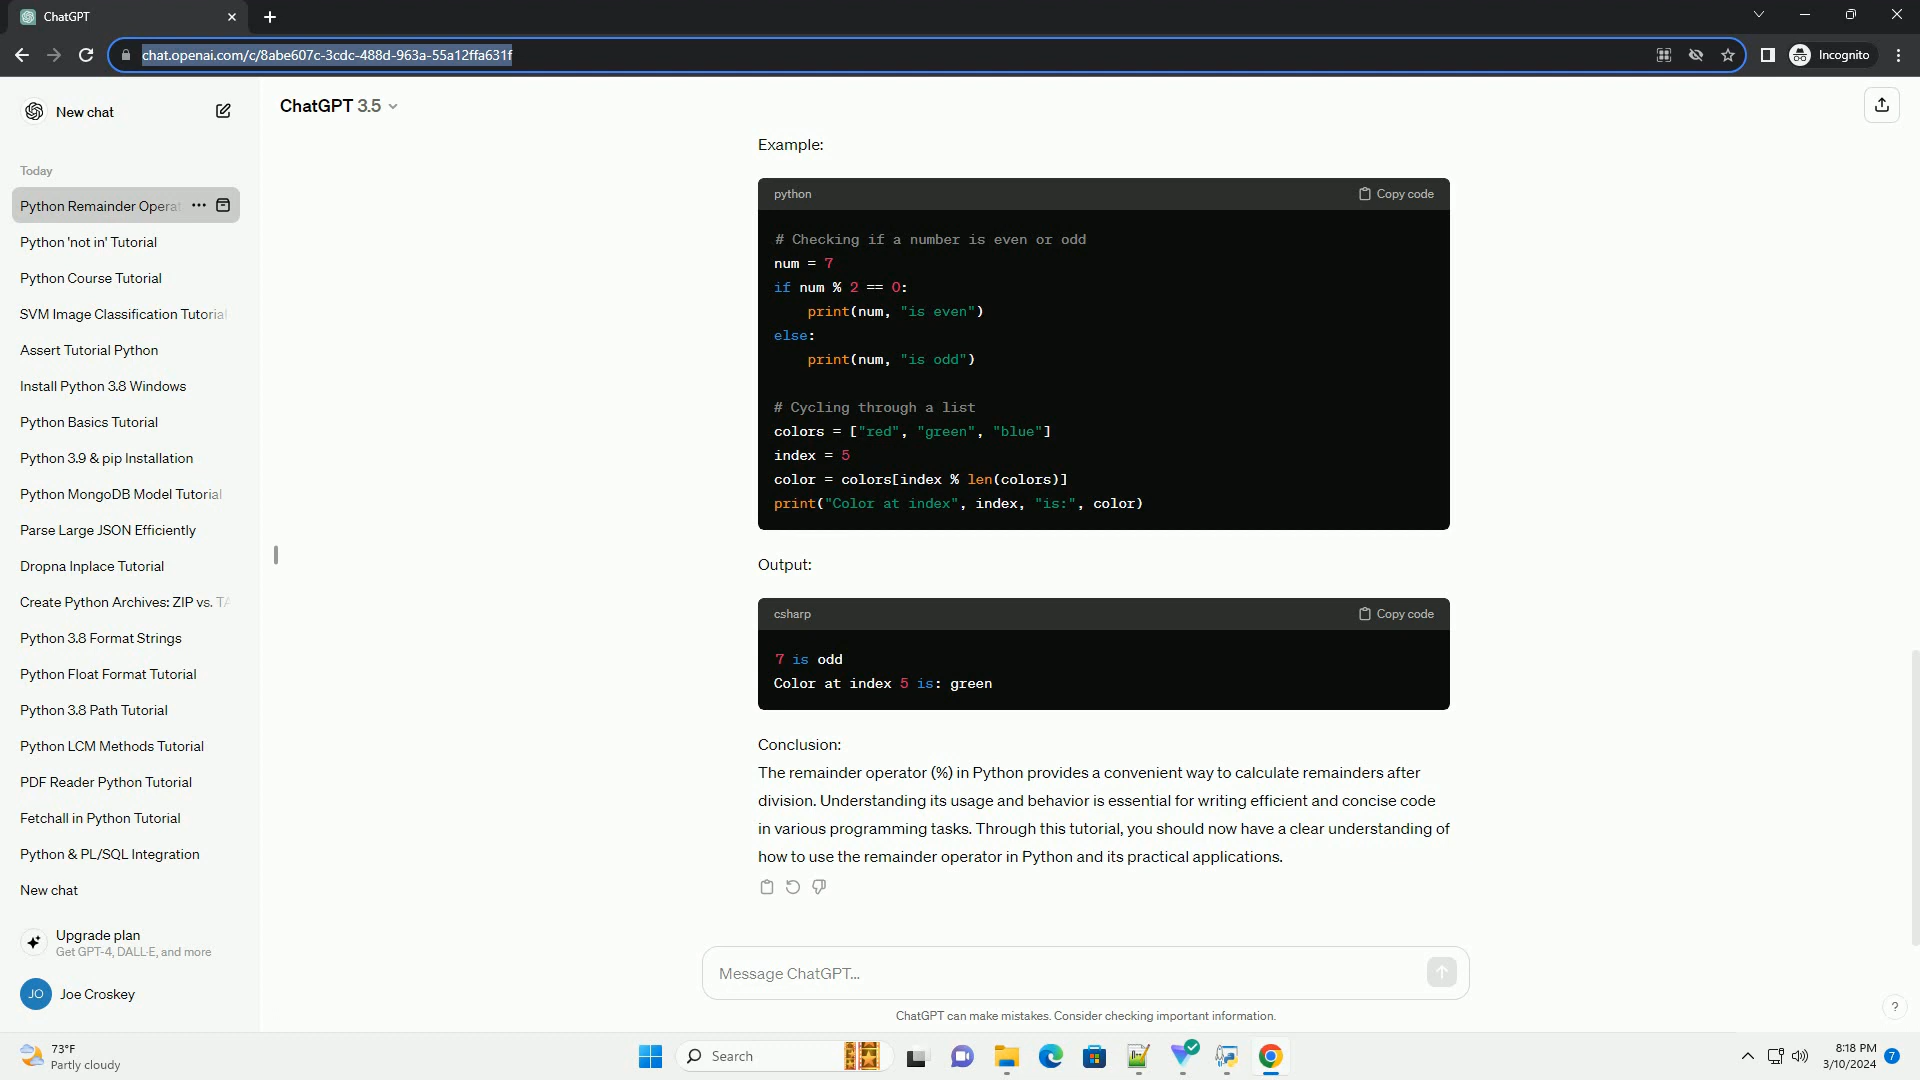 ChatGPT
chat.openai.com/c/8abe607c-3cdc-488d-963a-55a12ffa631f
Incognito
New chat
ChatGPT 3.5
Today
Python Remainder Operat
Python 'not in' Tutorial
Python Course Tutorial
SVM Image Classification Tutorial
Assert Tutorial Python
Install Python 3.8 Windows
Python Basics Tutorial
Python 3.9 & pip Installation
Python MongoDB Model Tutorial
Parse Large JSON Efficiently
Dropna Inplace Tutorial
Create Python Archives: ZIP vs. TA
Python 3.8 Format Strings
Python Float Format Tutorial
Python 3.8 Path Tutorial
Python LCM Methods Tutorial
PDF Reader Python Tutorial
Fetchall in Python Tutorial
Python & PL/SQL Integration
New chat
Upgrade plan
Get GPT-4, DALL·E, and more
JO Joe Croskey
Example:
python Copy code
# Checking if a number is even or odd
num = 7
if num % 2 == 0:
    print(num, "is even")
else:
    print(num, "is odd")
# Cycling through a list
colors = ["red", "green", "blue"]
index = 5
color = colors[index % len(colors)]
print("Color at index", index, "is:", color)
Output:
csharp Copy code
7 is odd
Color at index 5 is: green
Conclusion:
The remainder operator (%) in Python provides a convenient way to calculate remainders after
division. Understanding its usage and behavior is essential for writing efficient and concise code
in various programming tasks. Through this tutorial, you should now have a clear understanding of
how to use the remainder operator in Python and its practical applications.
Message ChatGPT...
ChatGPT can make mistakes. Consider checking important information.
?
73°F
Partly cloudy
Search
8:18 PM
3/10/2024
7